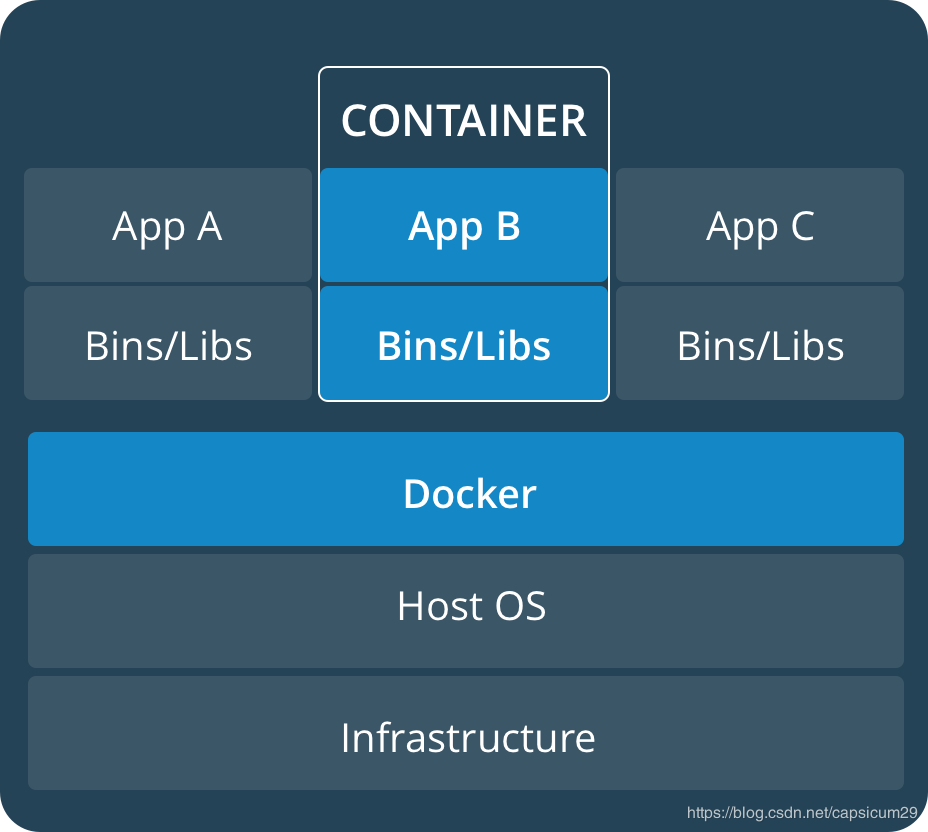 CONTAINER
App A
App B
App C
Bins/Libs
Bins/Libs
Bins/Libs
Docker
Host OS
Infrastructure
https://blog.csdn.net/capsicum29